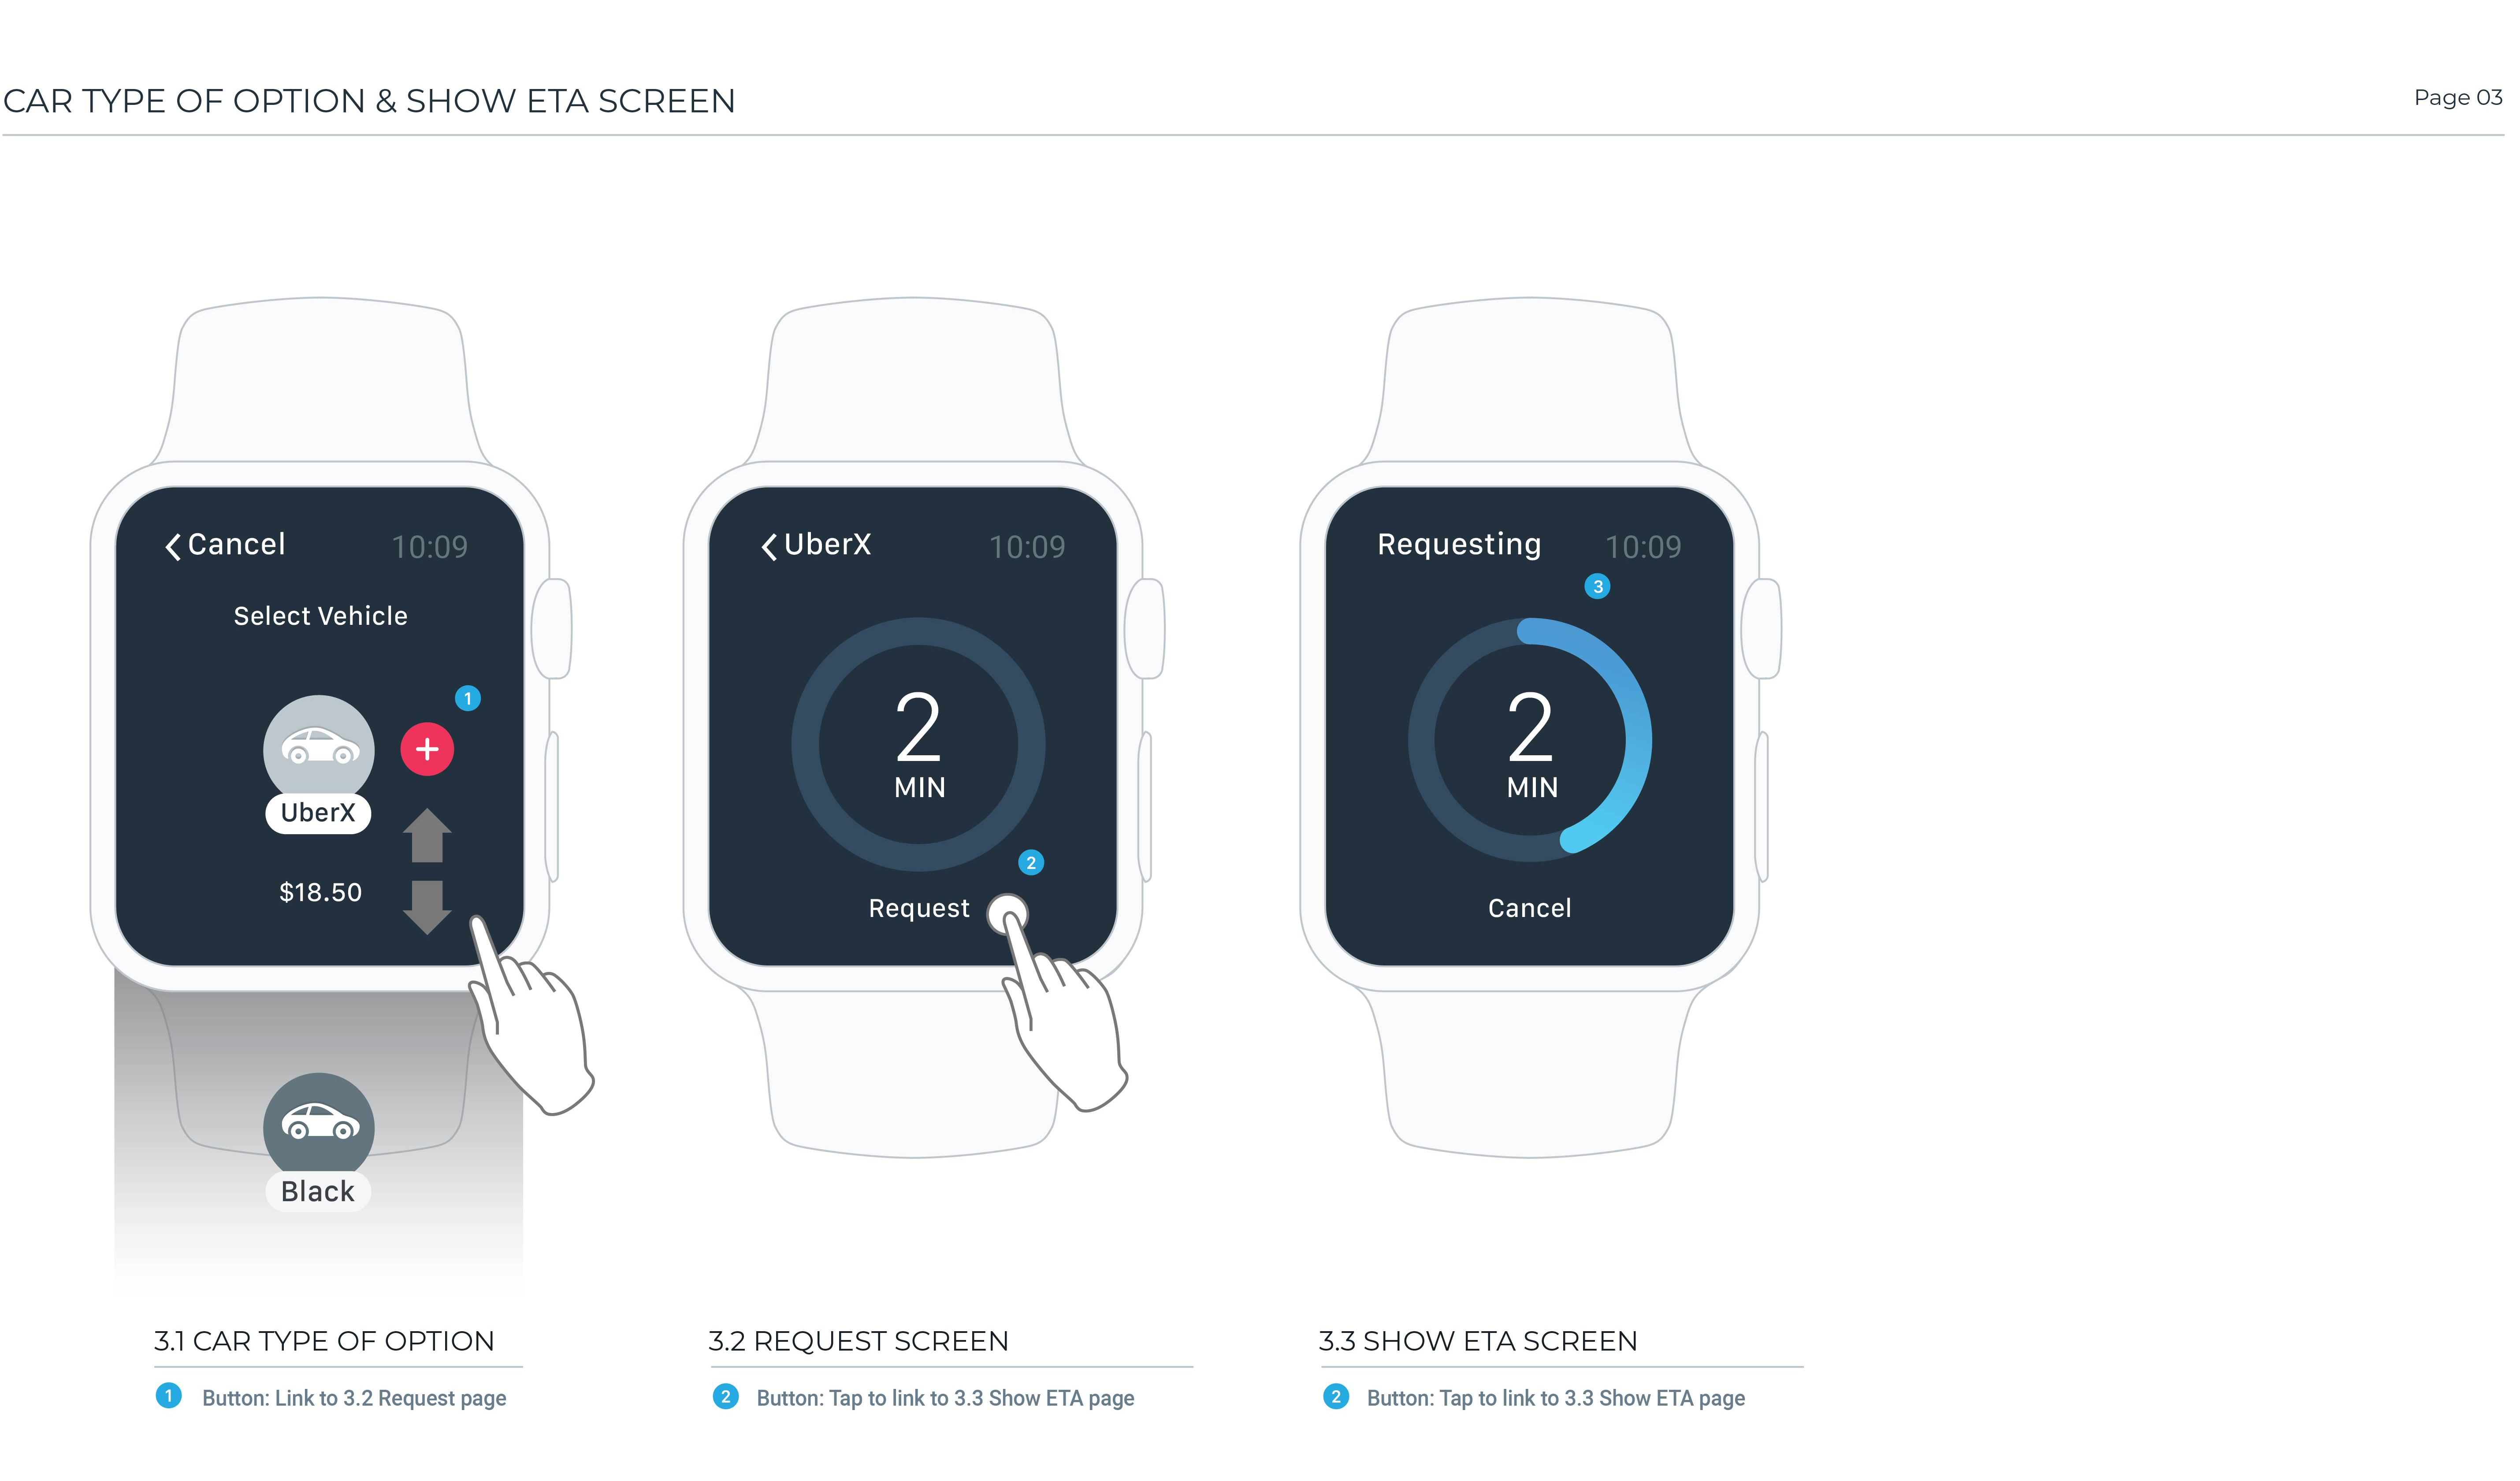 CAR TYPE OF OPTION & SHOW ETA SCREEN
Page 03
Cancel 10:09
Select Vehicle
1
+
UberX
$18.50
Black
UberX 10:09
2
MIN
2
Request
Requesting 10:09
3
2
MIN
Cancel
3.1 CAR TYPE OF OPTION
1 Button: Link to 3.2 Request page
3.2 REQUEST SCREEN
2 Button: Tap to link to 3.3 Show ETA page
3.3 SHOW ETA SCREEN
2 Button: Tap to link to 3.3 Show ETA page